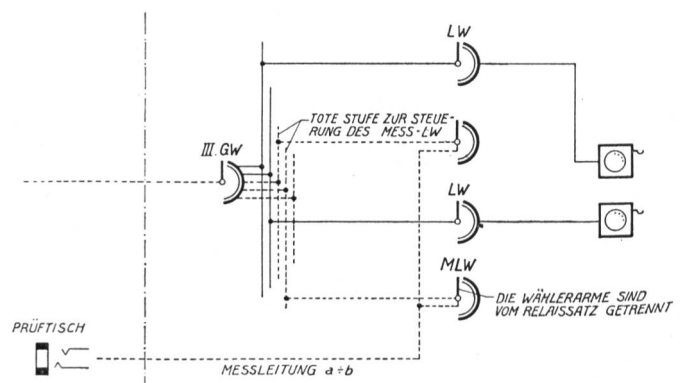 LW
TOTE STUFE ZUR STEUE-
RUNG DES MESS-LW
III. GW
LW
MLW
DIE WÄHLERARME SIND
VOM RELAISSATZ GETRENNT
PRÜFTISCH
MESSLEITUNG a÷b